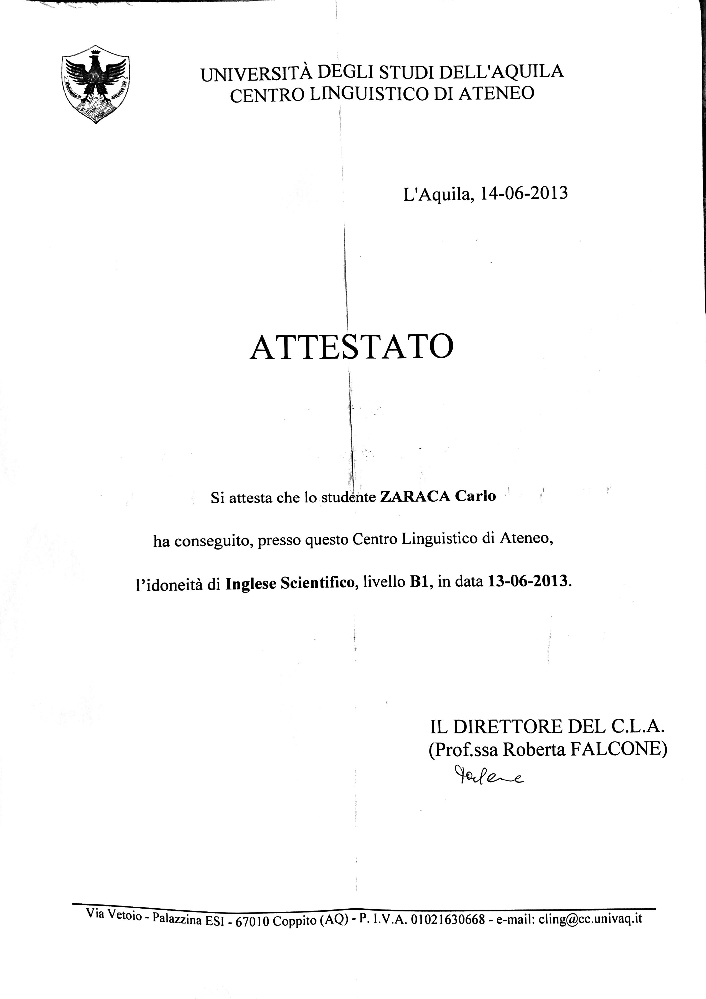 UNIVERSITÀ DEGLI STUDI DELL'AQUILA
CENTRO LINGUISTICO DI ATENEO
L'Aquila, 14-06-2013
ATTESTATO
Si attesta che lo studente ZARACA Carlo
ha conseguito, presso questo Centro Linguistico di Ateneo,
l’idoneità di Inglese Scientifico, livello B1, in data 13-06-2013.
IL DIRETTORE DEL C.L.A.
(Prof.ssa Roberta FALCONE)
Via Vetoio - Palazzina ESI - 67010 Coppito (AQ) - P. I.V.A. 01021630668 - e-mail: cling@cc.univaq.it